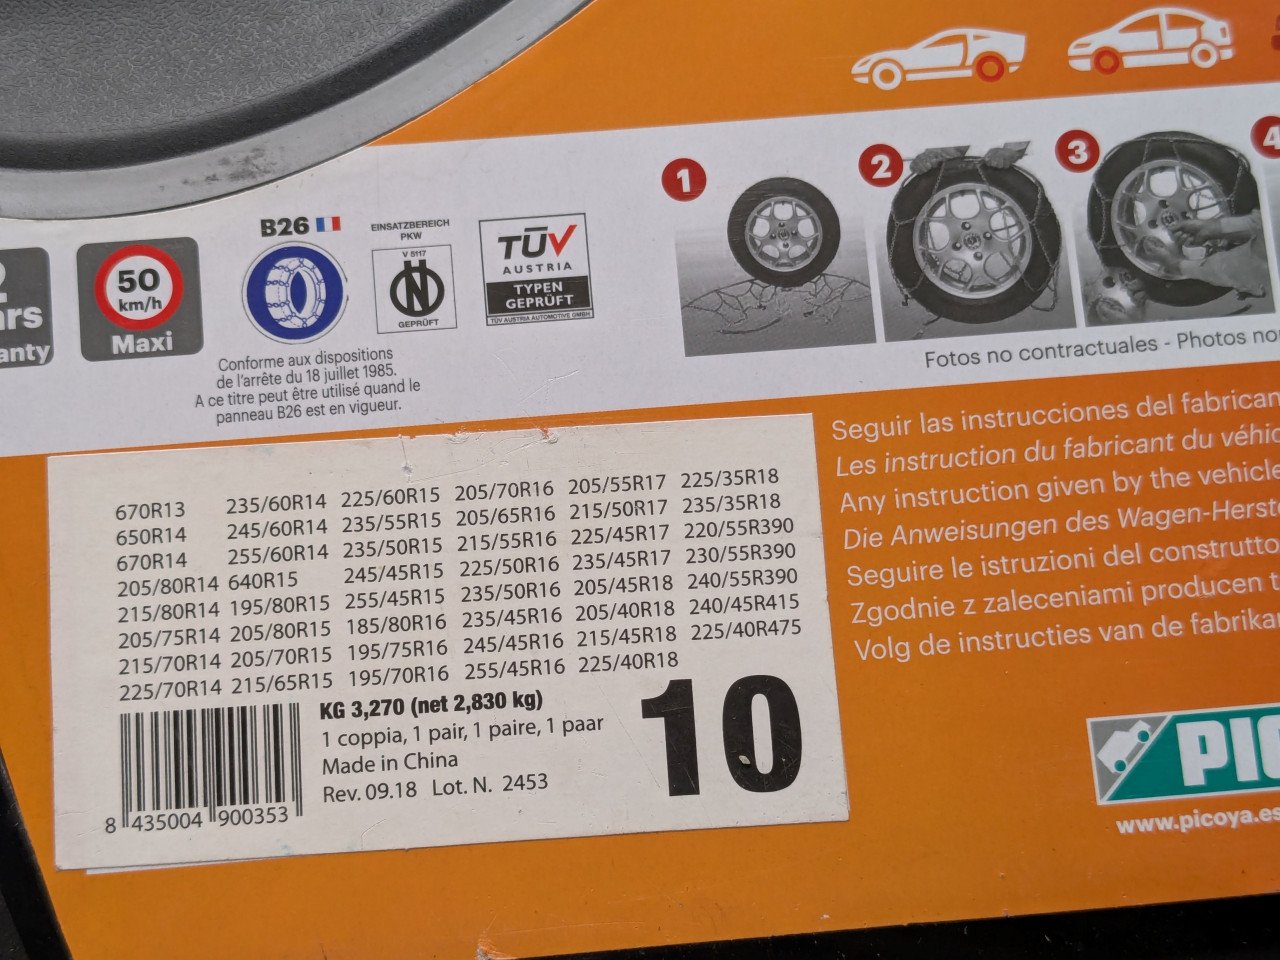 1
2
3
4
2
ars
anty
50
km/h
Maxi
B26
Conforme aux dispositions
de l'arrête du 18 juillet 1985.
A ce titre peut être utilisé quand le
panneau B26 est en vigueur.
EINSATZBEREICH
PKW
V 5117
N
GEPRÜFT
TÜV
AUSTRIA
TYPEN
GEPRÜFT
TÜV AUSTRIA AUTOMOTIVE GMBH
Fotos no contractuales - Photos no
Seguir las instrucciones del fabrican
Les instruction du fabricant du véhic
Any instruction given by the vehicle
Die Anweisungen des Wagen-Herste
Seguire le istruzioni del construtto
Zgodnie z zaleceniami producen t
Volg de instructies van de fabrika
670R13 235/60R14 225/60R15 205/70R16 205/55R17 225/35R18
650R14 245/60R14 235/55R15 205/65R16 215/50R17 235/35R18
670R14 255/60R14 235/50R15 215/55R16 225/45R17 220/55R390
205/80R14 640R15 245/45R15 225/50R16 235/45R17 230/55R390
215/80R14 195/80R15 255/45R15 235/50R16 205/45R18 240/55R390
205/75R14 205/80R15 185/80R16 235/45R16 205/40R18 240/45R415
215/70R14 205/70R15 195/75R16 245/45R16 215/45R18 225/40R475
225/70R14 215/65R15 195/70R16 255/45R16 225/40R18
KG 3,270 (net 2,830 kg)
1 coppia, 1 pair, 1 paire, 1 paar
Made in China
Rev. 09.18 Lot. N. 2453
10
8 435004 900353
PIC
www.picoya.es